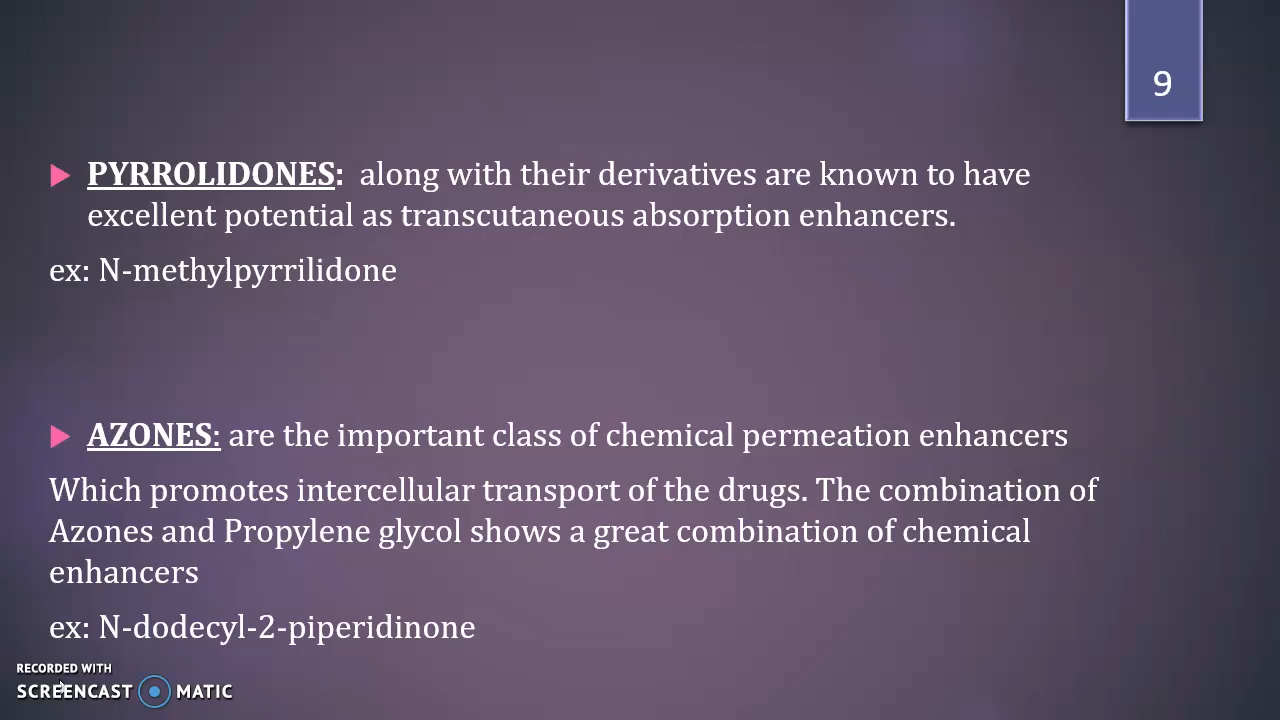 9
PYRROLIDONES: along with their derivatives are known to have
excellent potential as transcutaneous absorption enhancers.
ex: N-methylpyrrilidone
AZONES: are the important class of chemical permeation enhancers
Which promotes intercellular transport of the drugs. The combination of
Azones and Propylene glycol shows a great combination of chemical
enhancers
ex: N-dodecyl-2-piperidinone
RECORDED WITH
SCREENCAST MATIC